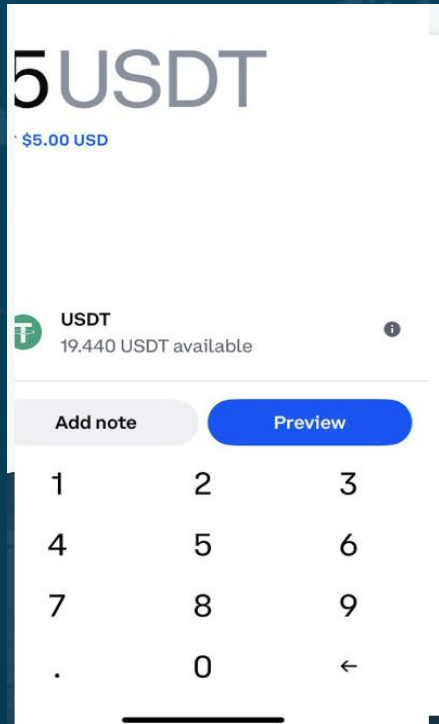 5USDT
$5.00 USD
USDT
19.440 USDT available
Add note
Preview
1 2 3
4 5 6
7 8 9
. 0 ←